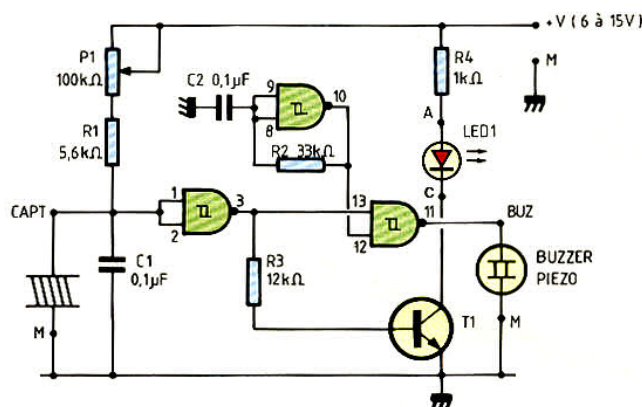 +V (6 à 15V)
P1
100kΩ
C2 0,1µF
9
8
10
R4
1kΩ
M
A
LED1
R1
5,6kΩ
R2 33kΩ
C
CAPT
1
2
3
13
12
11
BUZ
C1
0,1µF
R3
12kΩ
BUZZER
PIEZO
M
T1
M